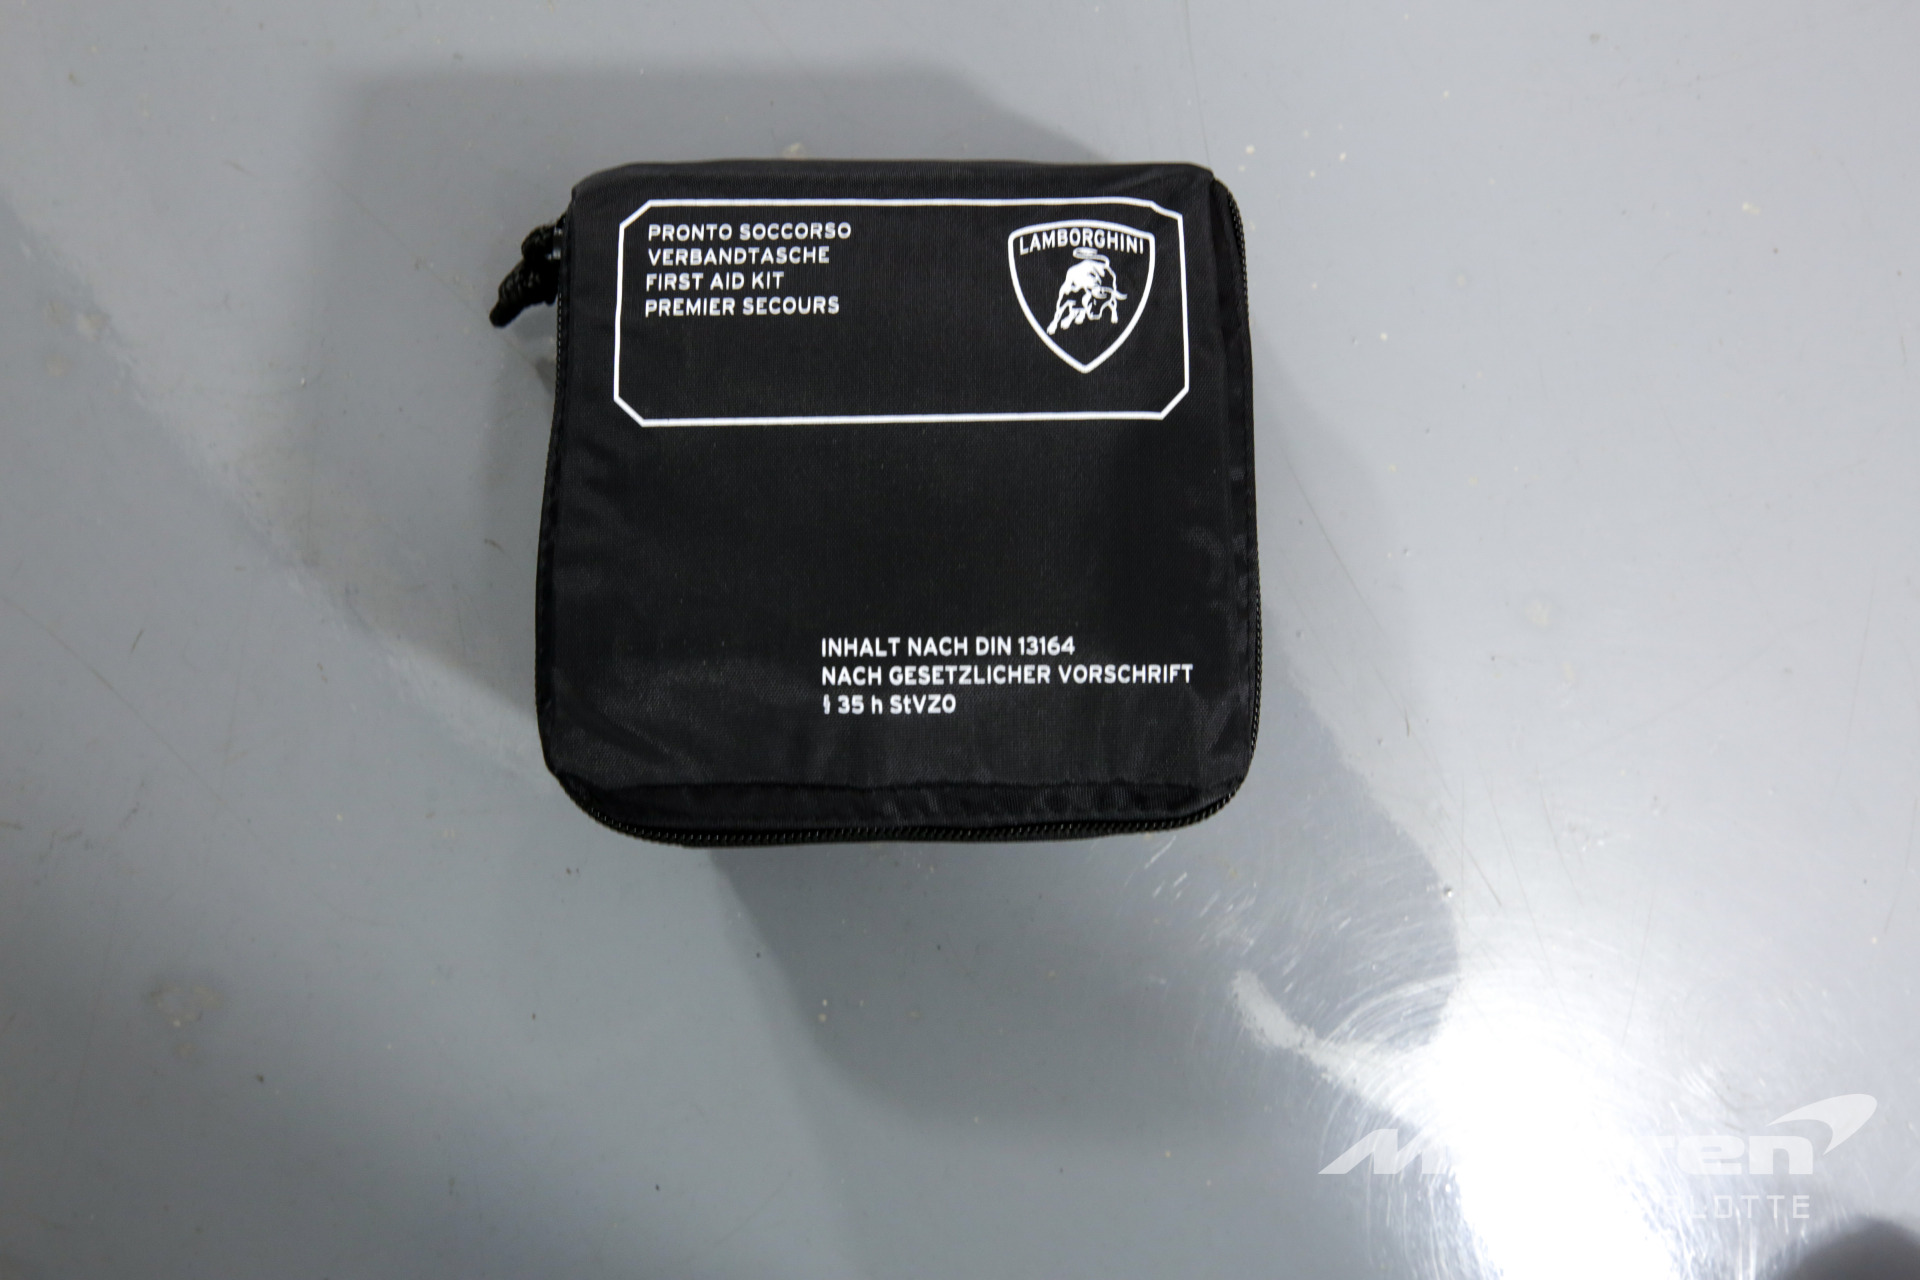 PRONTO SOCCORSO
VERBANDTASCHE
FIRST AID KIT
PREMIER SECOURS
LAMBORGHINI
INHALT NACH DIN 13164
NACH GESETZLICHER VORSCHRIFT
§ 35 h StVZO